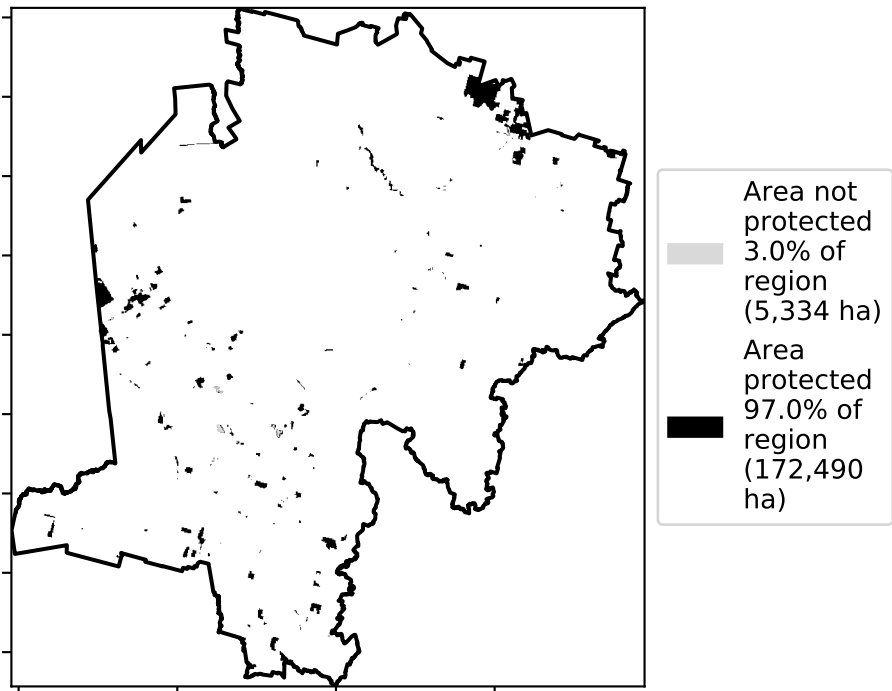 Area not
protected
3.0% of
region
(5,334 ha)
Area
protected
97.0% of
region
(172,490
ha)